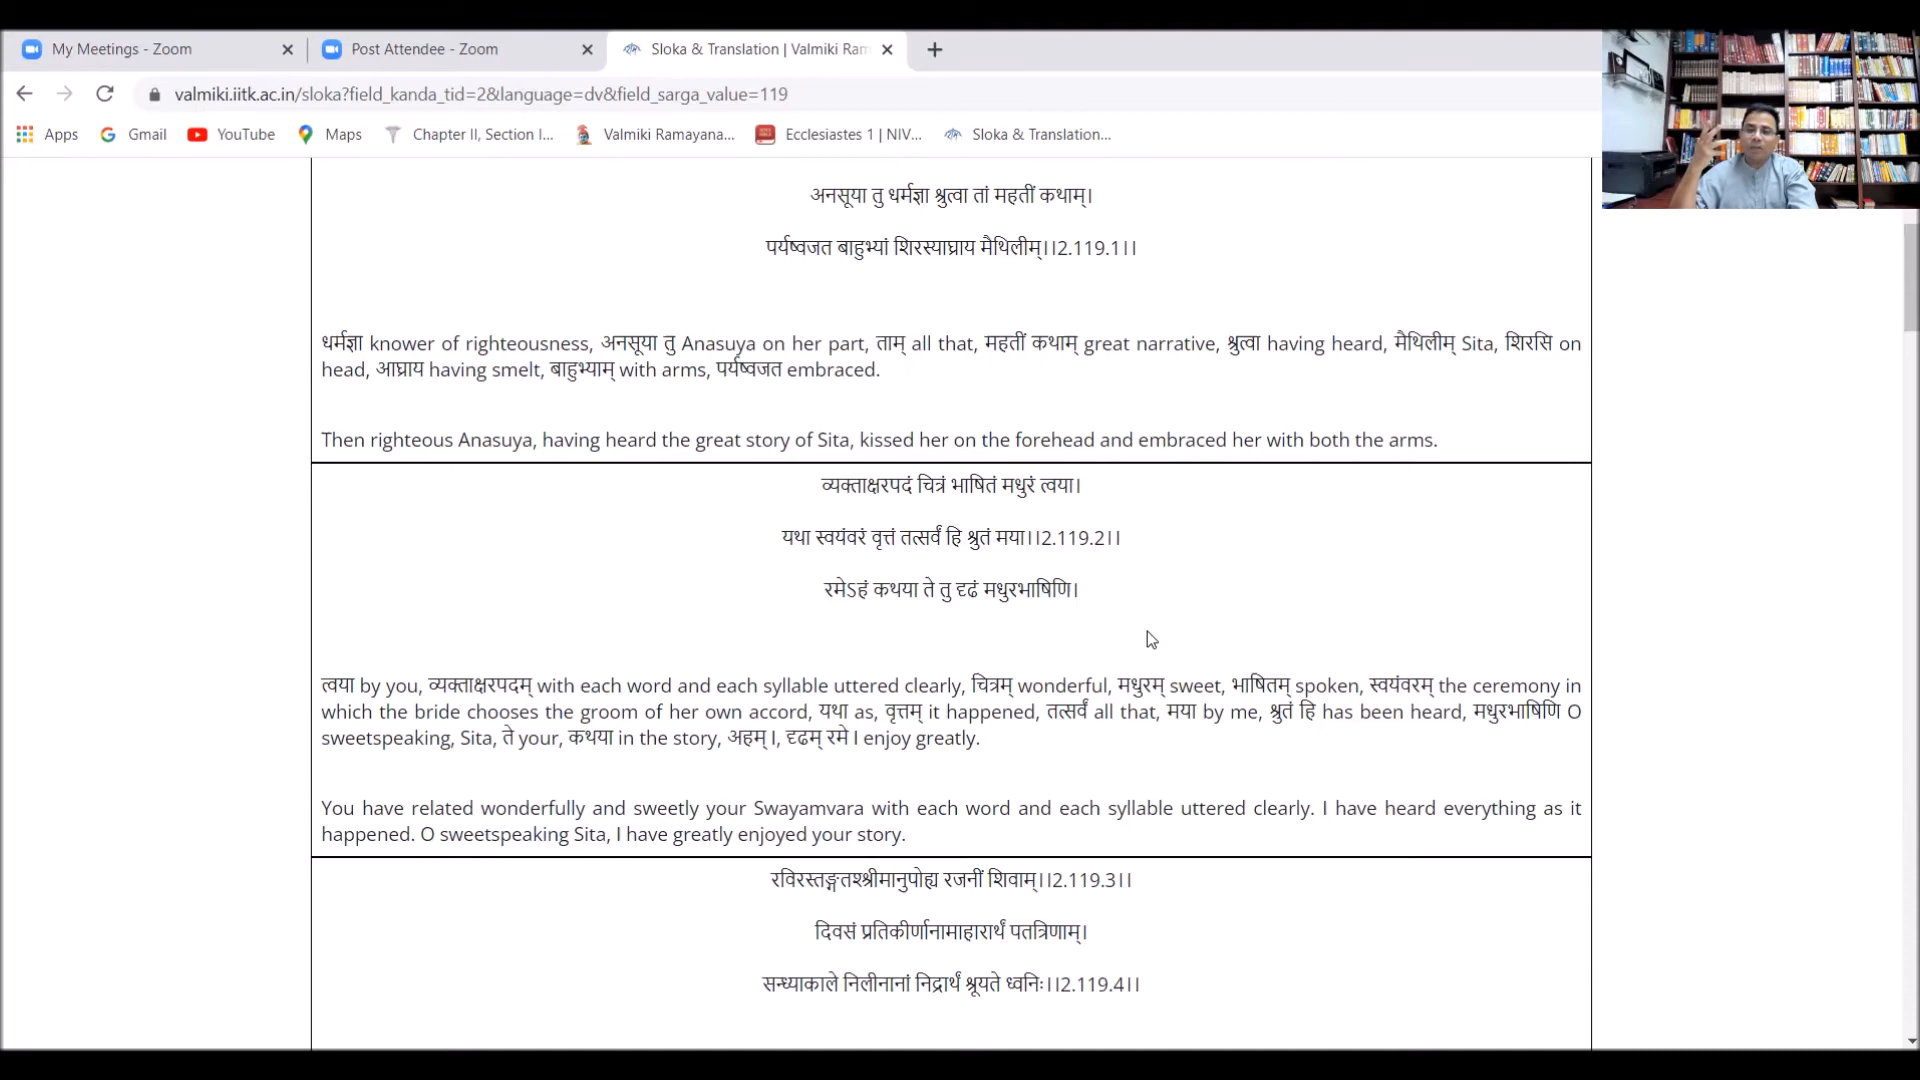 My Meetings - Zoom
Post Attendee - Zoom
Sloka & Translation | Valmiki Ram
valmiki.iitk.ac.in/sloka?field_kanda_tid=2&language=dv&field_sarga_value=119
Apps
Gmail
YouTube
Maps
Chapter II, Section I...
Valmiki Ramayana...
Ecclesiastes 1 | NIV...
Sloka & Translation...
अनसूया तु धर्मज्ञा श्रुत्वा तां महतीं कथाम्।
पर्यष्वजत बाहुभ्यां शिरस्याघ्राय मैथिलीम्।।2.119.1।।
धर्मज्ञा knower of righteousness, अनसूया तु Anasuya on her part, ताम् all that, महतीं कथाम् great narrative, श्रुत्वा having heard, मैथिलीम् Sita, शिरसि on
head, आघ्राय having smelt, बाहुभ्याम् with arms, पर्यष्वजत embraced.
Then righteous Anasuya, having heard the great story of Sita, kissed her on the forehead and embraced her with both the arms.
व्यक्ताक्षरपदं चित्रं भाषितं मधुरं त्वया।
यथा स्वयंवरं वृत्तं तत्सर्वं हि श्रुतं मया।।2.119.2।।
रमेऽहं कथया ते तु दृढं मधुरभाषिणि।
त्वया by you, व्यक्ताक्षरपदम् with each word and each syllable uttered clearly, चित्रम् wonderful, मधुरम् sweet, भाषितम् spoken, स्वयंवरम् the ceremony in
which the bride chooses the groom of her own accord, यथा as, वृत्तम् it happened, तत्सर्वं all that, मया by me, श्रुतं हि has been heard, मधुरभाषिणि O
sweetspeaking, Sita, ते your, कथया in the story, अहम् I, दृढम् रमे I enjoy greatly.
You have related wonderfully and sweetly your Swayamvara with each word and each syllable uttered clearly. I have heard everything as it
happened. O sweetspeaking Sita, I have greatly enjoyed your story.
रविरस्तङ्गतश्श्रीमानुपोह्य रजनीं शिवाम्।।2.119.3।।
दिवसं प्रतिकीर्णानामाहारार्थं पतत्रिणाम्।
सन्ध्याकाले निलीनानां निद्रार्थं श्रूयते ध्वनिः।।2.119.4।।